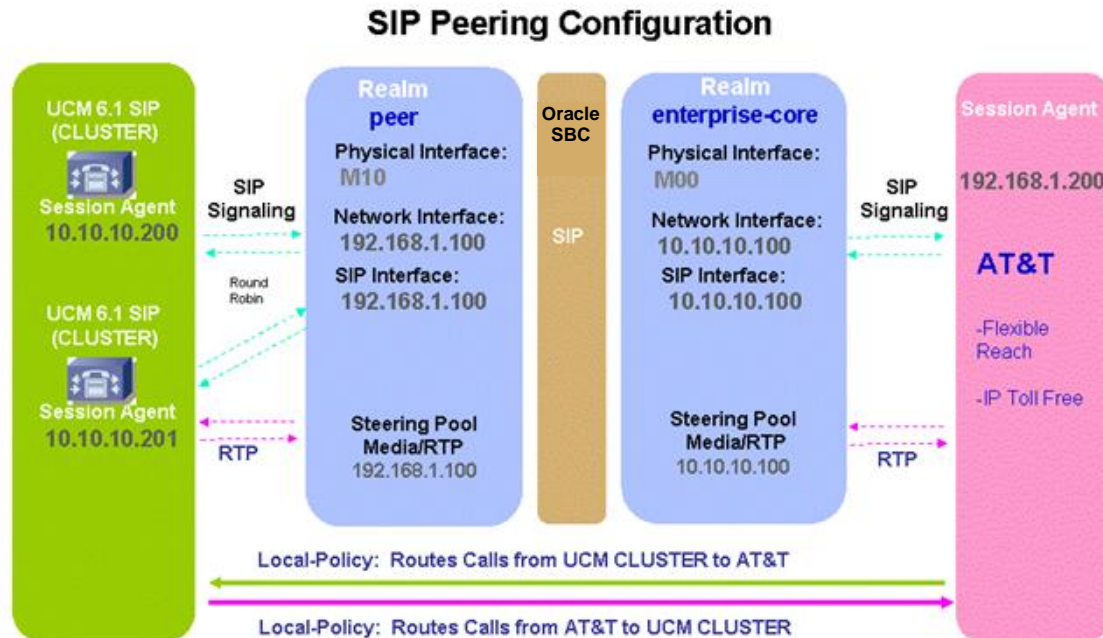 SIP Peering Configuration
UCM 6.1 SIP
(CLUSTER)
Session Agent
10.10.10.200
UCM 6.1 SIP
(CLUSTER)
Session Agent
10.10.10.201
SIP
Signaling
Round
Robin
RTP
Realm
peer
Physical Interface:
M10
Network Interface:
192.168.1.100
SIP Interface:
192.168.1.100
Steering Pool
Media/RTP
192.168.1.100
Oracle
SBC
SIP
Realm
enterprise-core
Physical Interface:
M00
Network Interface:
10.10.10.100
SIP Interface:
10.10.10.100
Steering Pool
Media/RTP
10.10.10.100
SIP
Signaling
RTP
Session Agent
192.168.1.200
AT&T
-Flexible
Reach
-IP Toll Free
Local-Policy: Routes Calls from UCM CLUSTER to AT&T
Local-Policy: Routes Calls from AT&T to UCM CLUSTER